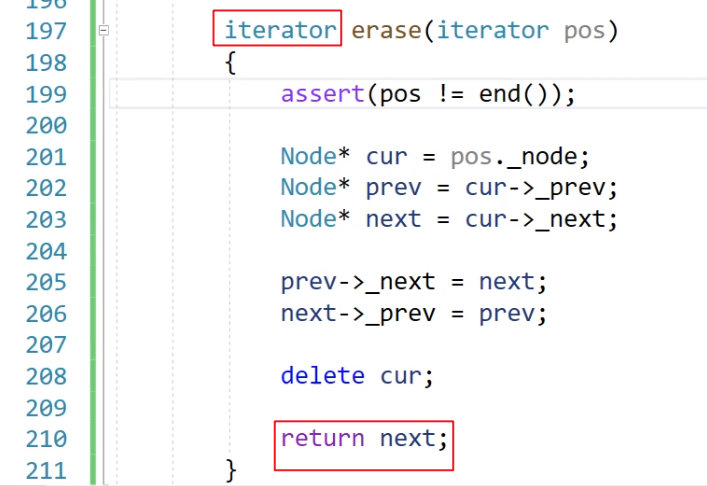 196
197 iterator erase(iterator pos)
198 {
199 assert(pos != end());
200
201 Node* cur = pos._node;
202 Node* prev = cur->_prev;
203 Node* next = cur->_next;
204
205 prev->_next = next;
206 next->_prev = prev;
207
208 delete cur;
209
210 return next;
211 }